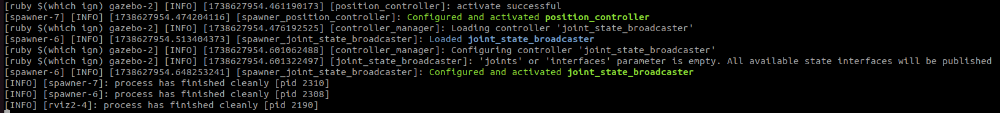 [ruby $(which ign) gazebo-2] [INFO] [1738627954.461190173] [position_controller]: activate successful
[spawner-7] [INFO] [1738627954.474204116] [spawner_position_controller]: Configured and activated position_controller
[ruby $(which ign) gazebo-2] [INFO] [1738627954.476192525] [controller_manager]: Loading controller 'joint_state_broadcaster'
[spawner-6] [INFO] [1738627954.513404373] [spawner_joint_state_broadcaster]: Loaded joint_state_broadcaster
[ruby $(which ign) gazebo-2] [INFO] [1738627954.601062488] [controller_manager]: Configuring controller 'joint_state_broadcaster'
[ruby $(which ign) gazebo-2] [INFO] [1738627954.601322497] [joint_state_broadcaster]: 'joints' or 'interfaces' parameter is empty. All available state interfaces will be published
[spawner-6] [INFO] [1738627954.648253241] [spawner_joint_state_broadcaster]: Configured and activated joint_state_broadcaster
[INFO] [spawner-7]: process has finished cleanly [pid 2310]
[INFO] [spawner-6]: process has finished cleanly [pid 2308]
[INFO] [rviz2-4]: process has finished cleanly [pid 2190]